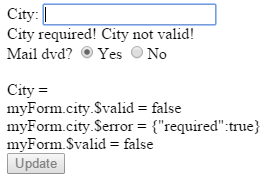 City:
City required! City not valid!
Mail dvd? Yes No
City =
myForm.city.$valid = false
myForm.city.$error = {"required":true}
myForm.$valid = false
Update